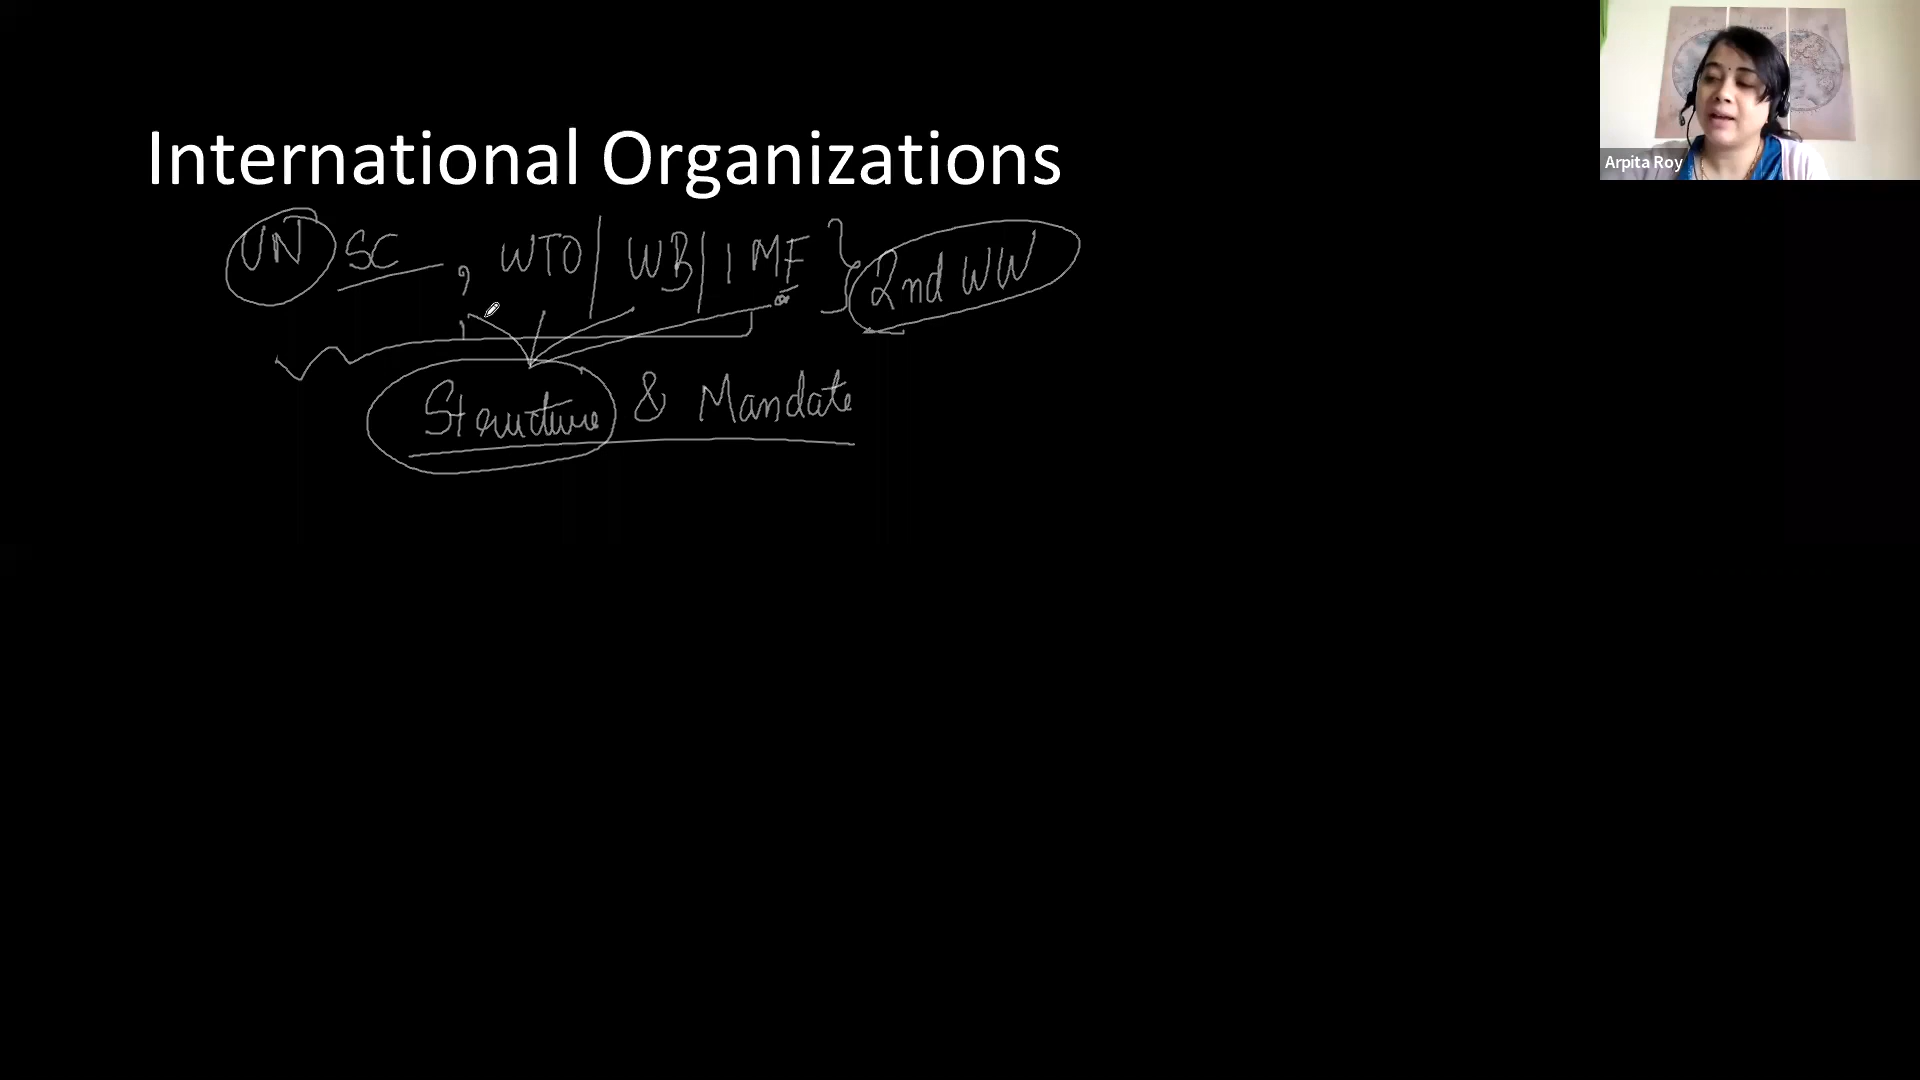 International Organizations
UN SC, WTO/ WB/ IMF } 2nd WW
Structure & Mandate
Arpita Roy